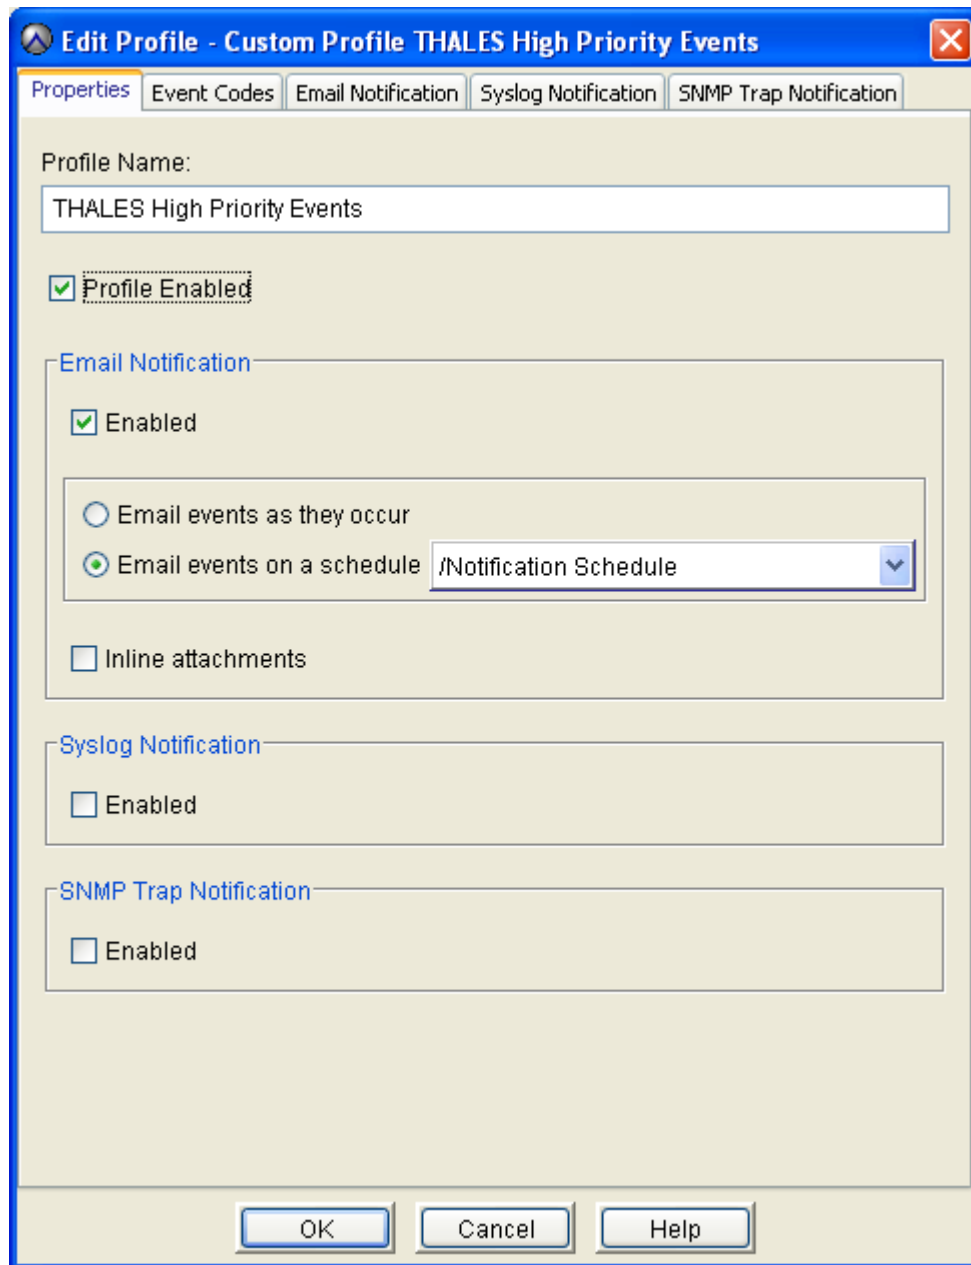 Edit Profile - Custom Profile THALES High Priority Events
Properties Event Codes Email Notification Syslog Notification SNMP Trap Notification
Profile Name:
THALES High Priority Events
Profile Enabled
Email Notification
Enabled
Email events as they occur
Email events on a schedule /Notification Schedule
Inline attachments
Syslog Notification
Enabled
SNMP Trap Notification
Enabled
OK Cancel Help